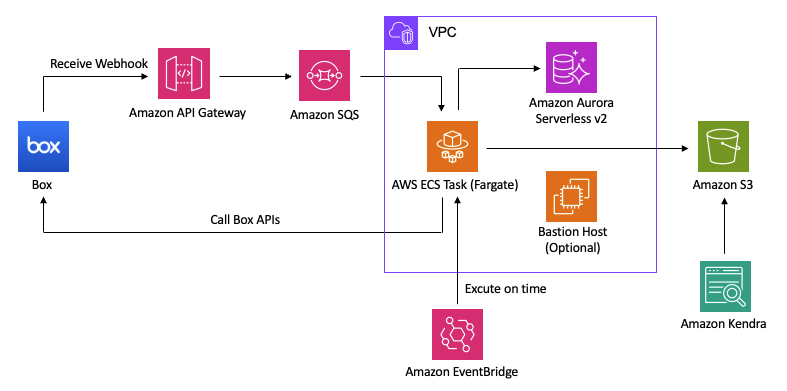 VPC
Receive Webhook
Amazon API Gateway
Amazon SQS
Amazon Aurora
Serverless v2
box
Box
AWS ECS Task (Fargate)
Amazon S3
Call Box APIs
Bastion Host
(Optional)
Excute on time
Amazon Kendra
Amazon EventBridge